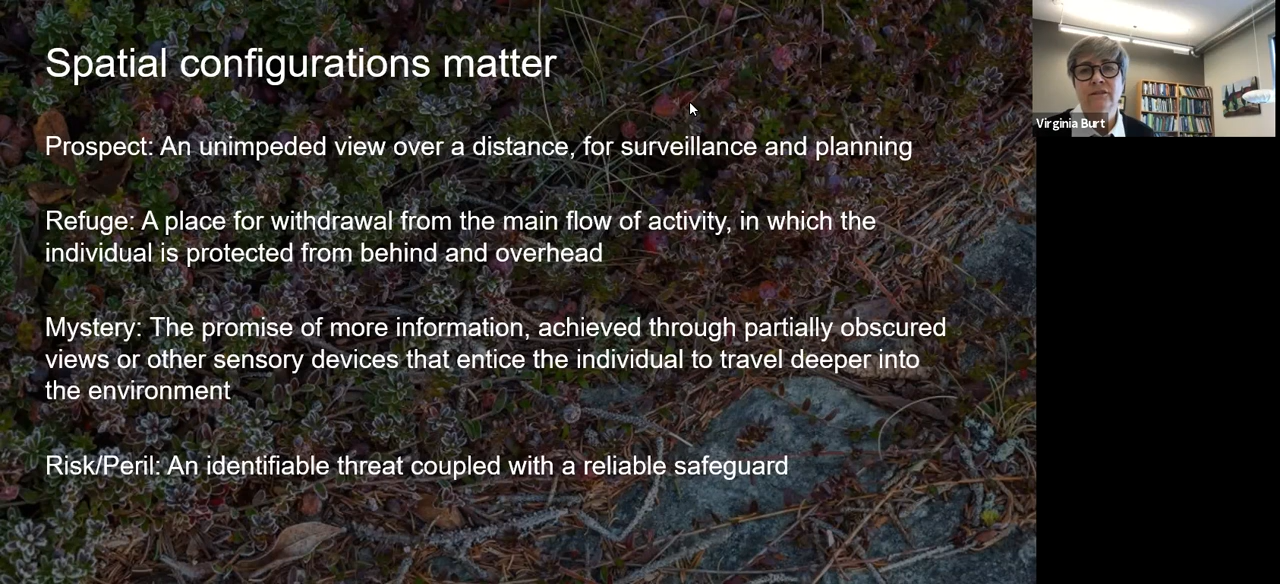 Spatial configurations matter
Prospect: An unimpeded view over a distance, for surveillance and planning
Refuge: A place for withdrawal from the main flow of activity, in which the
individual is protected from behind and overhead
Mystery: The promise of more information, achieved through partially obscured
views or other sensory devices that entice the individual to travel deeper into
the environment
Risk/Peril: An identifiable threat coupled with a reliable safeguard
Virginia Burt